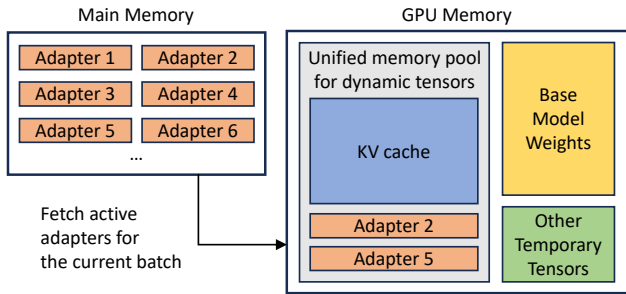 Main Memory
Adapter 1
Adapter 2
Adapter 3
Adapter 4
Adapter 5
Adapter 6
...
Fetch active
adapters for
the current batch
GPU Memory
Unified memory pool
for dynamic tensors
KV cache
Adapter 2
Adapter 5
Base
Model
Weights
Other
Temporary
Tensors